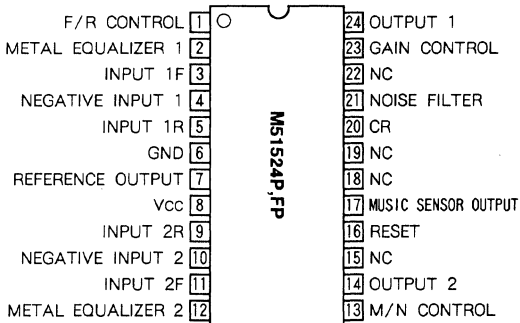 F/R CONTROL 1
METAL EQUALIZER 1 2
INPUT 1F 3
NEGATIVE INPUT 1 4
INPUT 1R 5
GND 6
REFERENCE OUTPUT 7
Vcc 8
INPUT 2R 9
NEGATIVE INPUT 2 10
INPUT 2F 11
METAL EQUALIZER 2 12
M51524P,FP
24 OUTPUT 1
23 GAIN CONTROL
22 NC
21 NOISE FILTER
20 CR
19 NC
18 NC
17 MUSIC SENSOR OUTPUT
16 RESET
15 NC
14 OUTPUT 2
13 M/N CONTROL